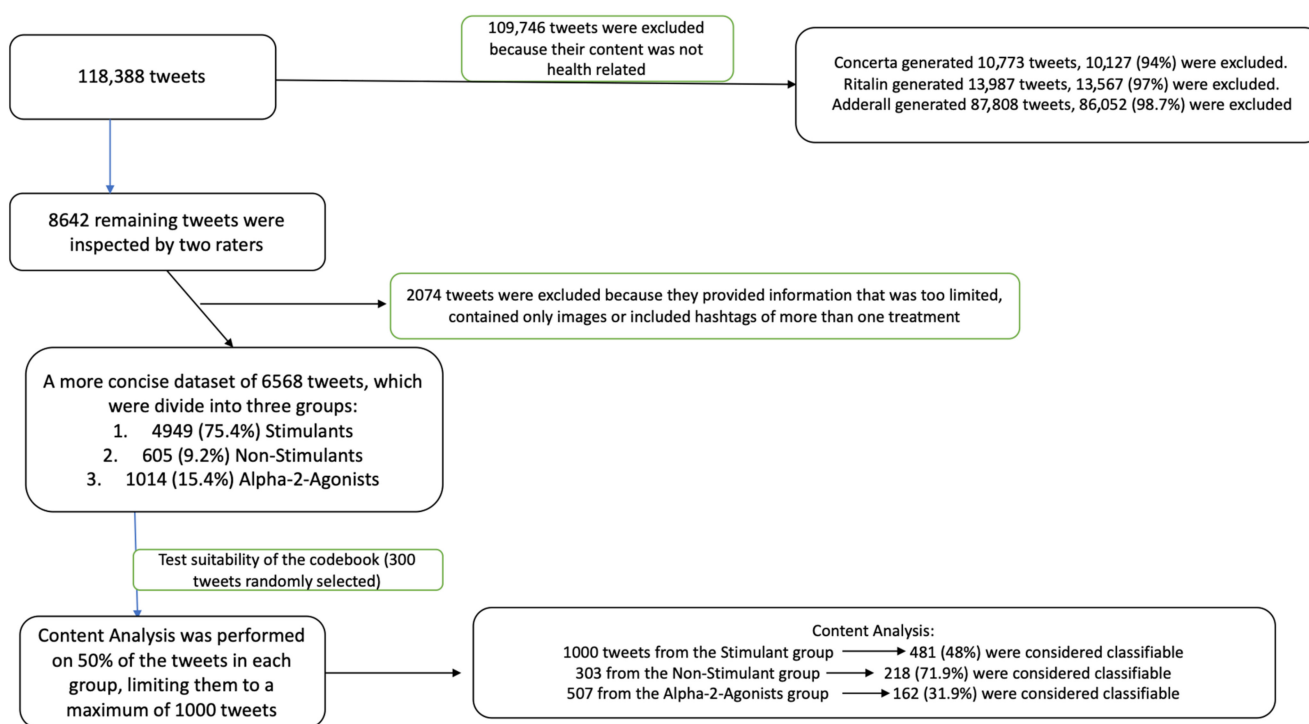 118,388 tweets
109,746 tweets were excluded
because their content was not
health related
Concerta generated 10,773 tweets, 10,127 (94%) were excluded.
Ritalin generated 13,987 tweets, 13,567 (97%) were excluded.
Adderall generated 87,808 tweets, 86,052 (98.7%) were excluded
8642 remaining tweets were
inspected by two raters
2074 tweets were excluded because they provided information that was too limited,
contained only images or included hashtags of more than one treatment
A more concise dataset of 6568 tweets, which
were divide into three groups:
1. 4949 (75.4%) Stimulants
2. 605 (9.2%) Non-Stimulants
3. 1014 (15.4%) Alpha-2-Agonists
Test suitability of the codebook (300
tweets randomly selected)
Content Analysis was performed
on 50% of the tweets in each
group, limiting them to a
maximum of 1000 tweets
Content Analysis:
1000 tweets from the Stimulant group 481 (48%) were considered classifiable
303 from the Non-Stimulant group 218 (71.9%) were considered classifiable
507 from the Alpha-2-Agonists group 162 (31.9%) were considered classifiable